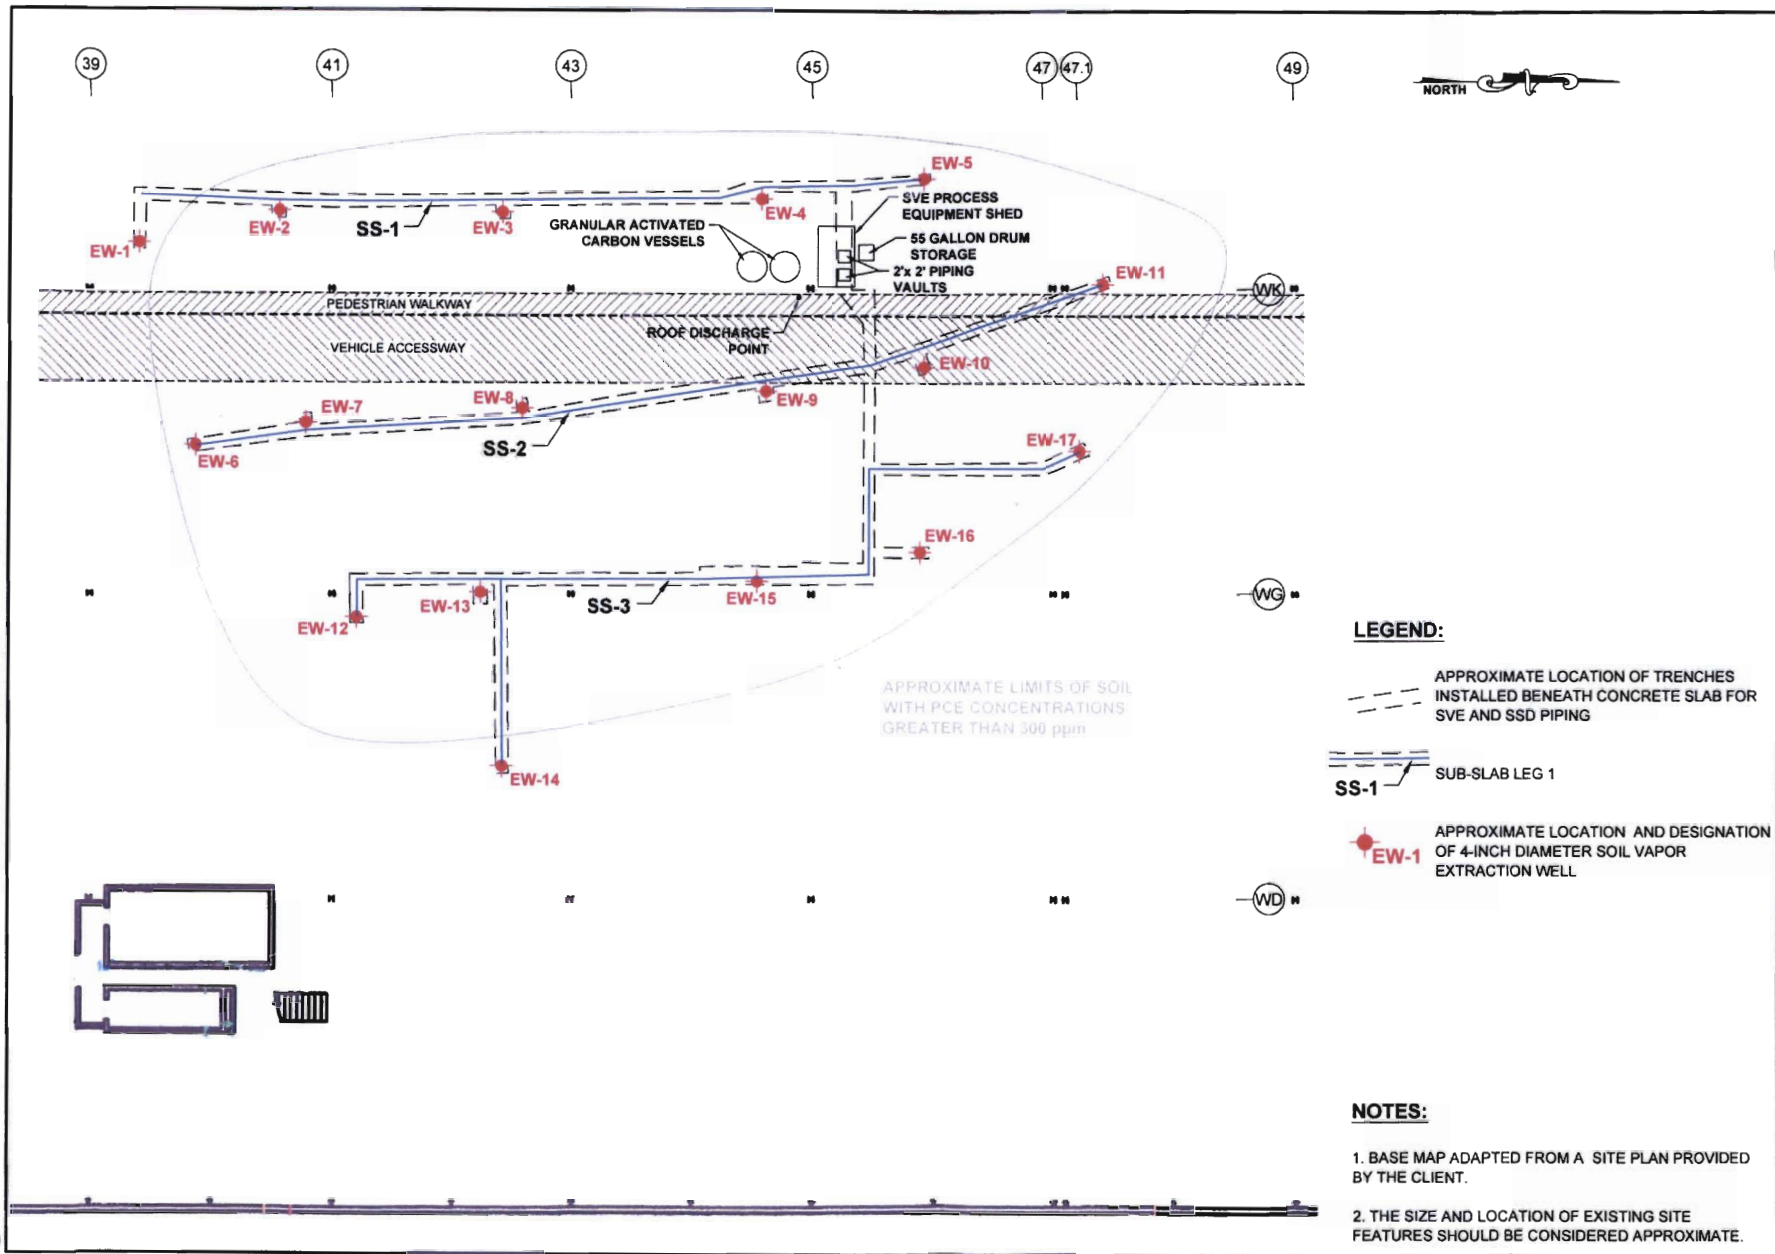 39
41
43
45
47
47.1
49
NORTH
EW-5
SVE PROCESS
EQUIPMENT SHED
EW-1
EW-2
SS-1
EW-3
EW-4
GRANULAR ACTIVATED
CARBON VESSELS
55 GALLON DRUM
STORAGE
2'x 2' PIPING
VAULTS
EW-11
WK
PEDESTRIAN WALKWAY
ROOF DISCHARGE
POINT
VEHICLE ACCESSWAY
EW-10
EW-9
EW-8
EW-7
EW-6
SS-2
EW-17
EW-16
EW-15
SS-3
EW-13
EW-12
WG
EW-14
APPROXIMATE LIMITS OF SOIL
WITH PCE CONCENTRATIONS
GREATER THAN 300 ppm
WD
LEGEND:
APPROXIMATE LOCATION OF TRENCHES
INSTALLED BENEATH CONCRETE SLAB FOR
SVE AND SSD PIPING
SS-1
SUB-SLAB LEG 1
EW-1
APPROXIMATE LOCATION AND DESIGNATION
OF 4-INCH DIAMETER SOIL VAPOR
EXTRACTION WELL
NOTES:
1. BASE MAP ADAPTED FROM A SITE PLAN PROVIDED
BY THE CLIENT.
2. THE SIZE AND LOCATION OF EXISTING SITE
FEATURES SHOULD BE CONSIDERED APPROXIMATE.